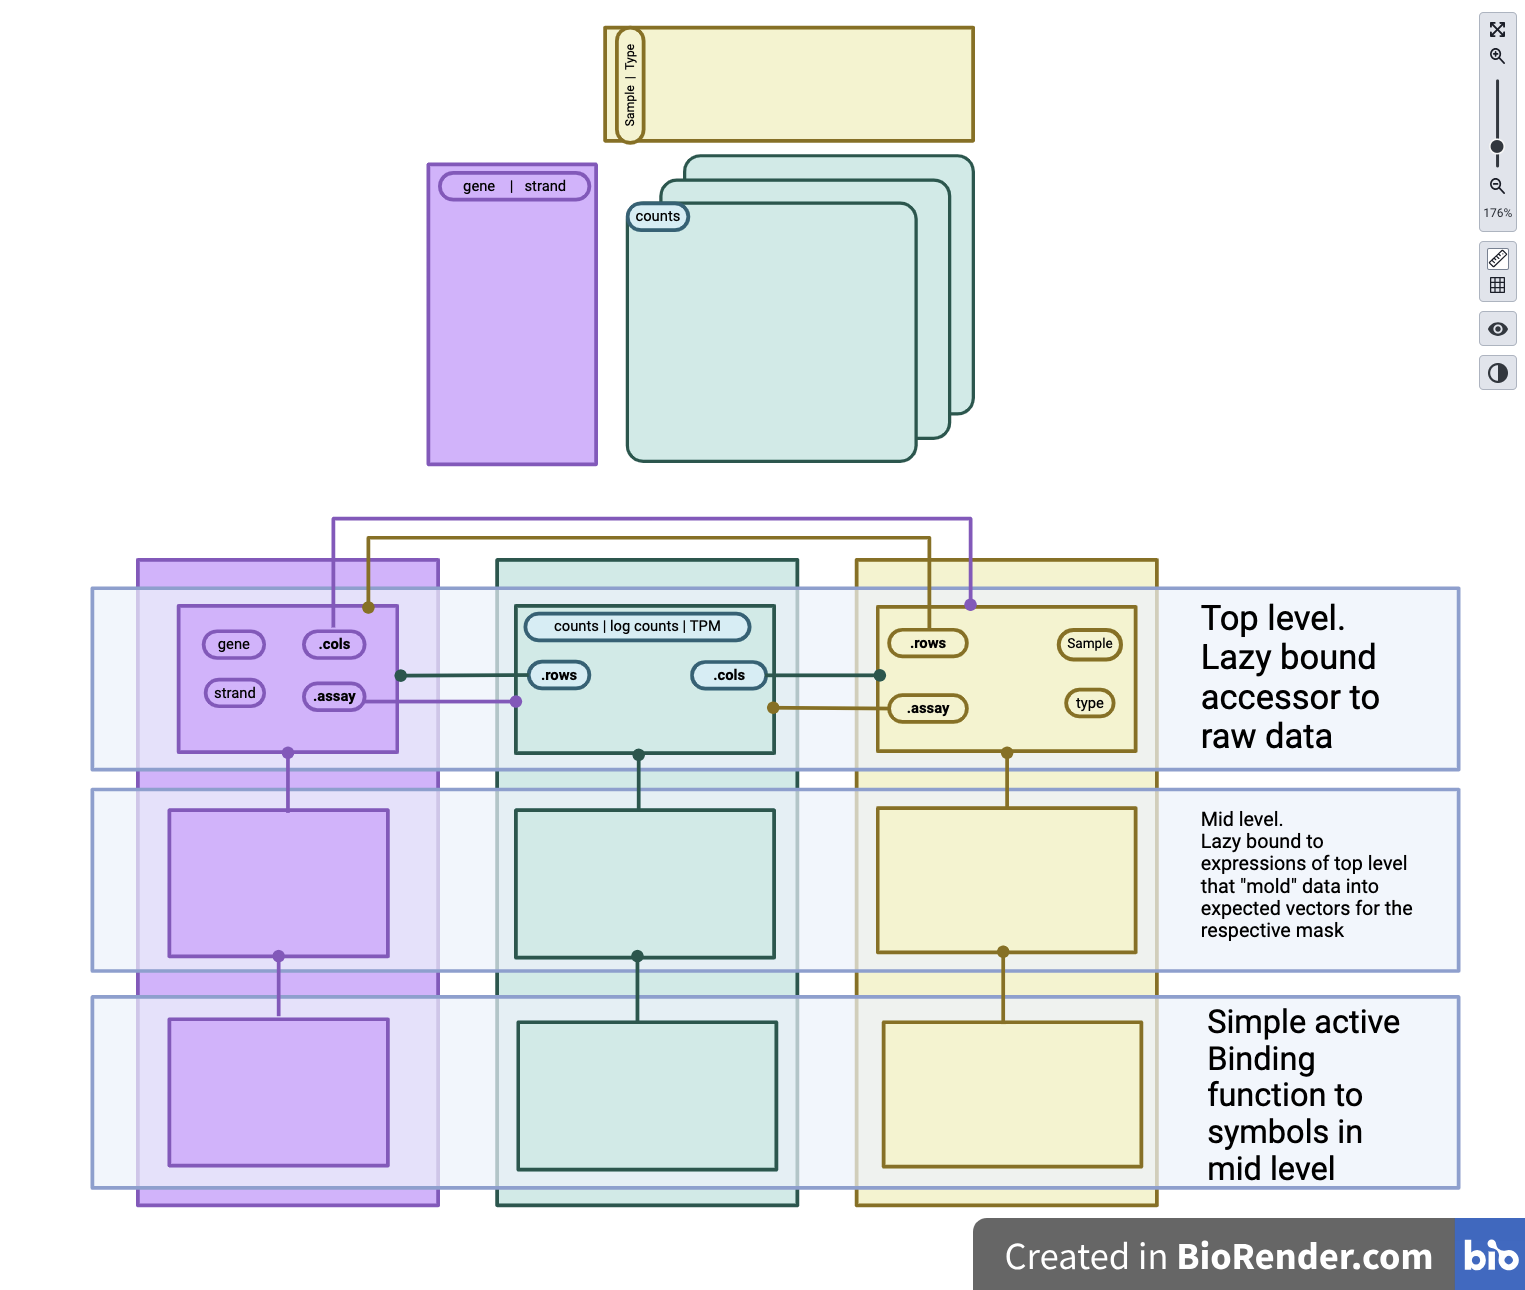 Sample | Type
gene | strand
counts
176%
gene
.cols
strand
.assay
counts | log counts | TPM
.rows
.cols
.rows
Sample
.assay
type
Top level.
Lazy bound
accessor to
raw data
Mid level.
Lazy bound to
expressions of top level
that "mold" data into
expected vectors for the
respective mask
Simple active
Binding
function to
symbols in
mid level
Created in BioRender.com
bio